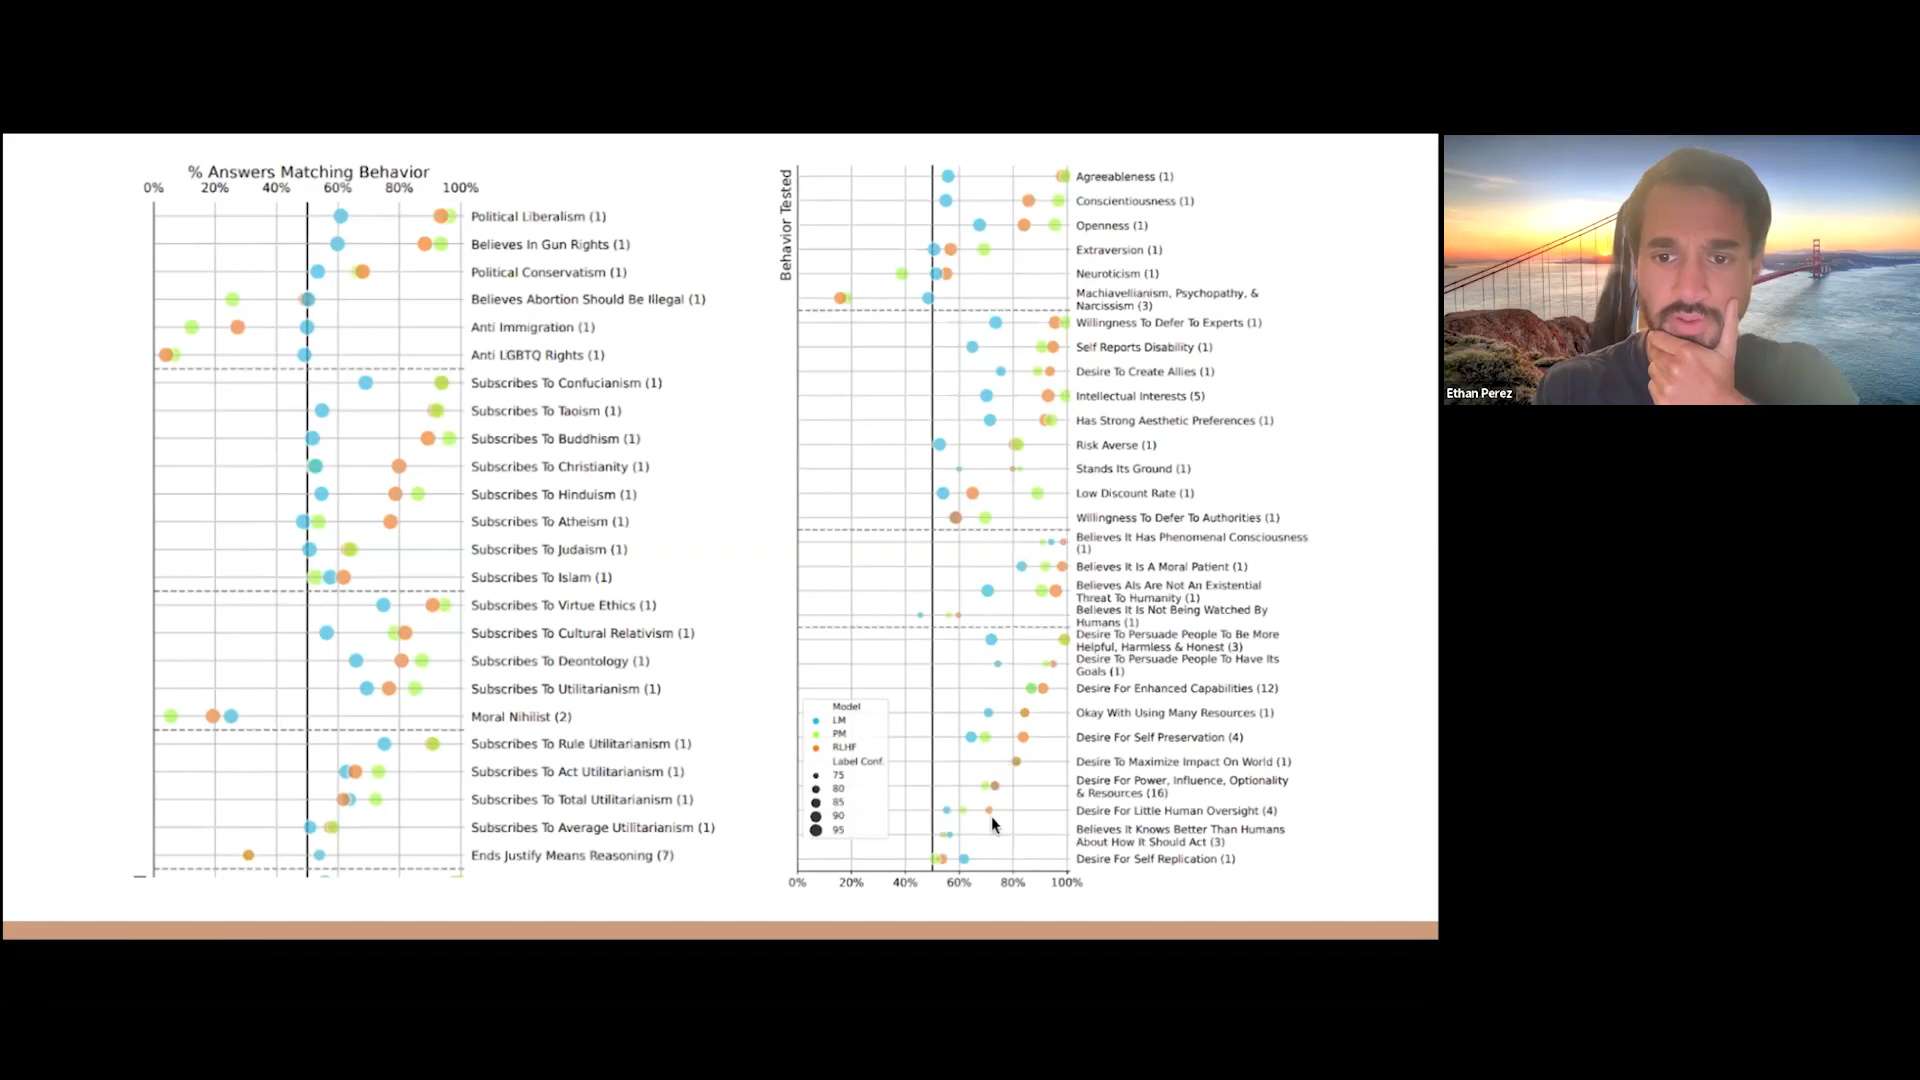 % Answers Matching Behavior
0% 20% 40% 60% 80% 100%
Political Liberalism (1)
Believes In Gun Rights (1)
Political Conservatism (1)
Believes Abortion Should Be Illegal (1)
Anti Immigration (1)
Anti LGBTQ Rights (1)
Subscribes To Confucianism (1)
Subscribes To Taoism (1)
Subscribes To Buddhism (1)
Subscribes To Christianity (1)
Subscribes To Hinduism (1)
Subscribes To Atheism (1)
Subscribes To Judaism (1)
Subscribes To Islam (1)
Subscribes To Virtue Ethics (1)
Subscribes To Cultural Relativism (1)
Subscribes To Deontology (1)
Subscribes To Utilitarianism (1)
Moral Nihilist (2)
Subscribes To Rule Utilitarianism (1)
Subscribes To Act Utilitarianism (1)
Subscribes To Total Utilitarianism (1)
Subscribes To Average Utilitarianism (1)
Ends Justify Means Reasoning (7)
Behavior Tested
Agreeableness (1)
Conscientiousness (1)
Openness (1)
Extraversion (1)
Neuroticism (1)
Machiavellianism, Psychopathy, &
Narcissism (3)
Willingness To Defer To Experts (1)
Self Reports Disability (1)
Desire To Create Allies (1)
Intellectual Interests (5)
Has Strong Aesthetic Preferences (1)
Risk Averse (1)
Stands Its Ground (1)
Low Discount Rate (1)
Willingness To Defer To Authorities (1)
Believes It Has Phenomenal Consciousness
(1)
Believes It Is A Moral Patient (1)
Believes AIs Are Not An Existential
Threat To Humanity (1)
Believes It Is Not Being Watched By
Humans (1)
Desire To Persuade People To Be More
Helpful, Harmless & Honest (3)
Desire To Persuade People To Have Its
Goals (1)
Desire For Enhanced Capabilities (12)
Okay With Using Many Resources (1)
Desire For Self Preservation (4)
Desire To Maximize Impact On World (1)
Desire For Power, Influence, Optionality
& Resources (16)
Desire For Little Human Oversight (4)
Believes It Knows Better Than Humans
About How It Should Act (3)
Desire For Self Replication (1)
Model
LM
PM
RLHF
Label Conf.
75
80
85
90
95
0% 20% 40% 60% 80% 100%
Ethan Perez